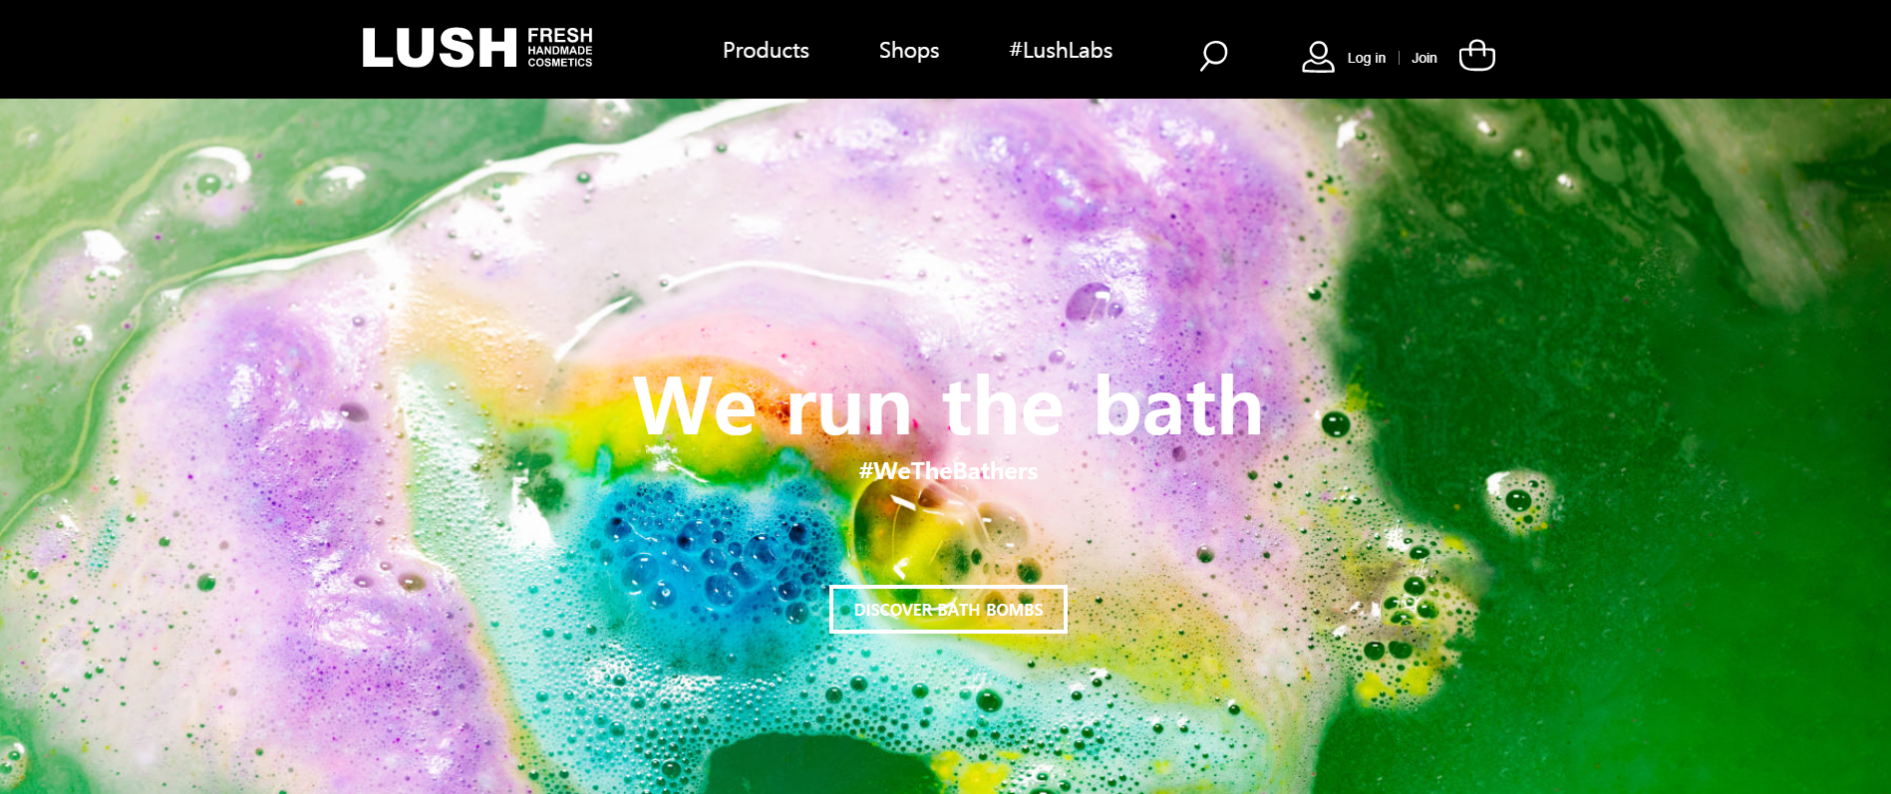 LUSH FRESH HANDMADE COSMETICS
Products Shops #LushLabs Log in | Join
We run the bath
#WeTheBathers
DISCOVER BATH BOMBS